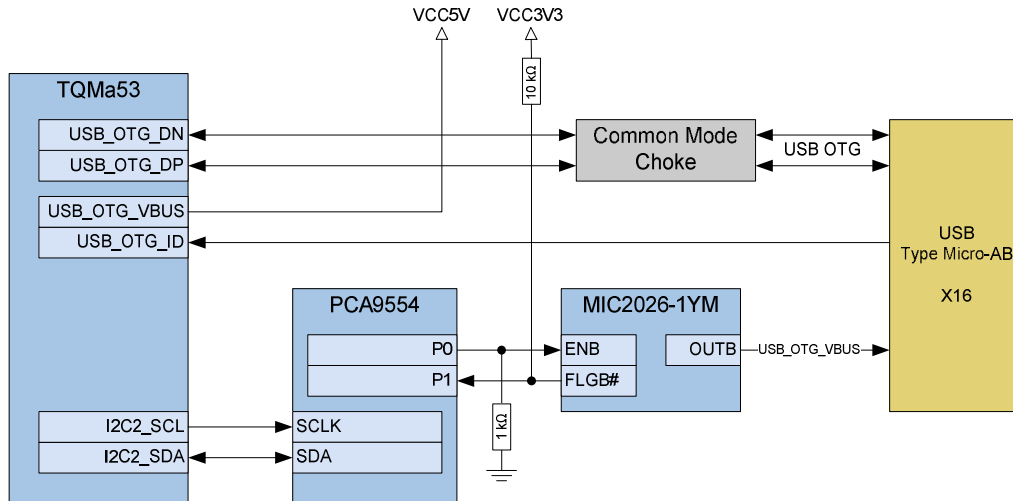 VCC5V
VCC3V3
10 kΩ
TQMa53
USB_OTG_DN
USB_OTG_DP
USB_OTG_VBUS
USB_OTG_ID
Common Mode
Choke
USB OTG
USB
Type Micro-AB
X16
PCA9554
P0
P1
MIC2026-1YM
ENB
OUTB
FLGB#
USB_OTG_VBUS
1 kΩ
I2C2_SCL
I2C2_SDA
SCLK
SDA